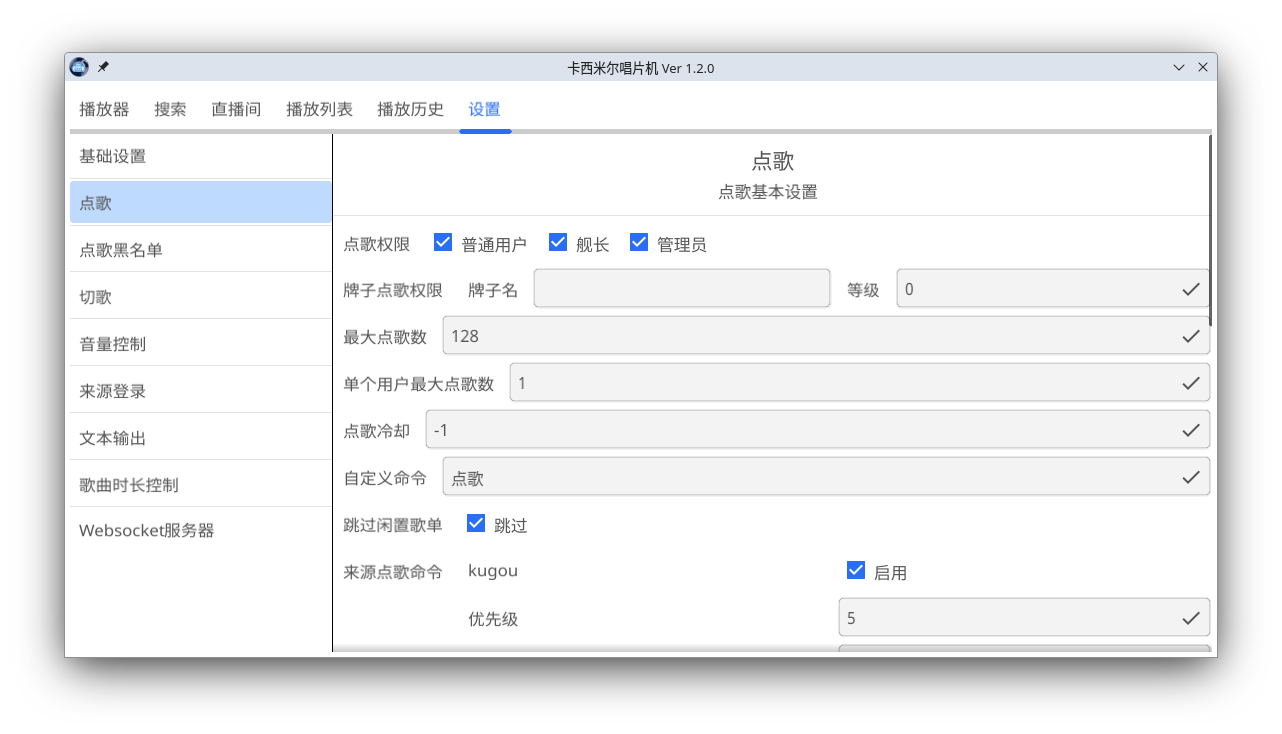 卡西米尔唱片机 Ver 1.2.0
播放器 搜索 直播间 播放列表 播放历史 设置
基础设置
点歌
点歌黑名单
切歌
音量控制
来源登录
文本输出
歌曲时长控制
Websocket服务器
点歌
点歌基本设置
点歌权限 普通用户 舰长 管理员
牌子点歌权限 牌子名 等级 0
最大点歌数 128
单个用户最大点歌数 1
点歌冷却 -1
自定义命令 点歌
跳过闲置歌单 跳过
来源点歌命令 kugou 启用
优先级 5